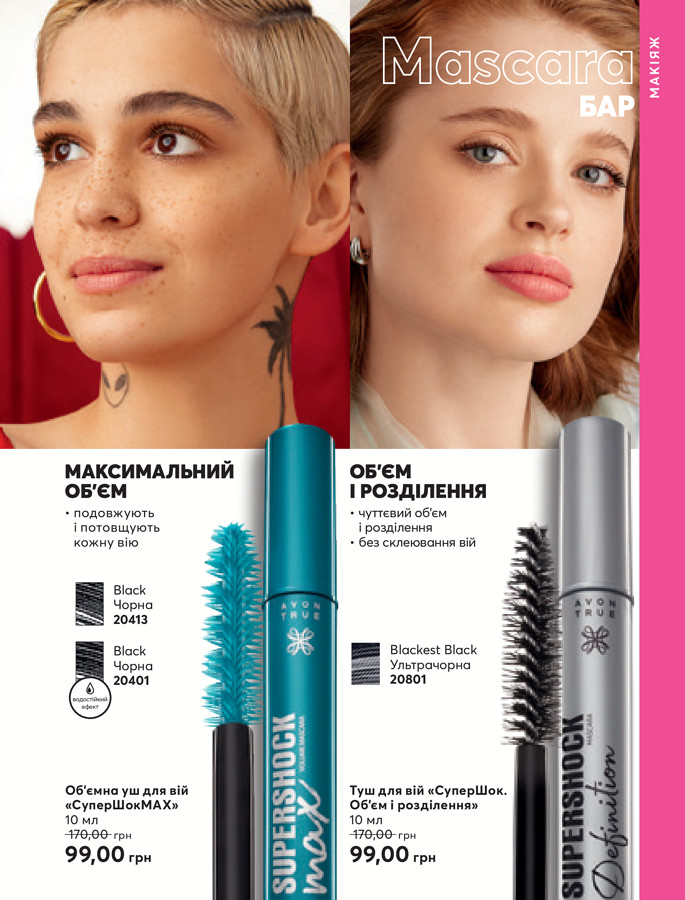 Mascara
БАР
МАКІЯЖ
МАКСИМАЛЬНИЙ
ОБ'ЄМ
• подовжують
і потовщують
кожну вію
Black
Чорна
20413
Black
Чорна
20401
водостійкий
ефект
Об'ємна уш для вій
«СуперШокМАХ»
10 мл
170,00 грн
99,00 грн
AVON
TRUE
SUPERSHOCK
max
VOLUME MASCARA
ОБ'ЄМ
І РОЗДІЛЕННЯ
• чуттєвий об'єм
і розділення
• без склеювання вій
Blackest Black
Ультрачорна
20801
Туш для вій «СуперШок.
Об'єм і розділення»
10 мл
170,00 грн
99,00 грн
AVON
TRUE
SUPERSHOCK
Definition
MASCARA